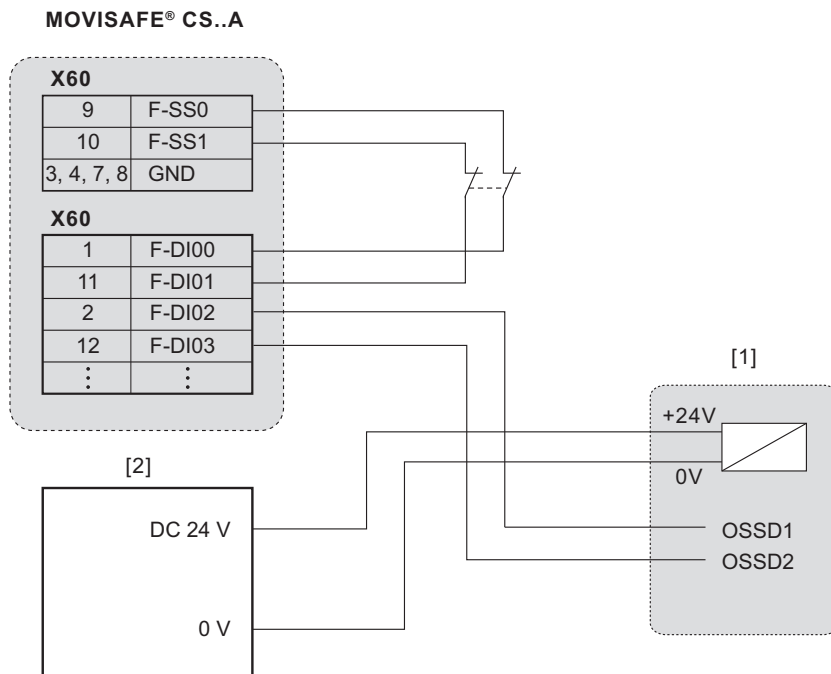 MOVISAFE® CS..A
X60
9 F-SS0
10 F-SS1
3, 4, 7, 8 GND
X60
1 F-DI00
11 F-DI01
2 F-DI02
12 F-DI03
⋮ ⋮
[1]
+24V
0V
OSSD1
OSSD2
[2]
DC 24 V
0 V